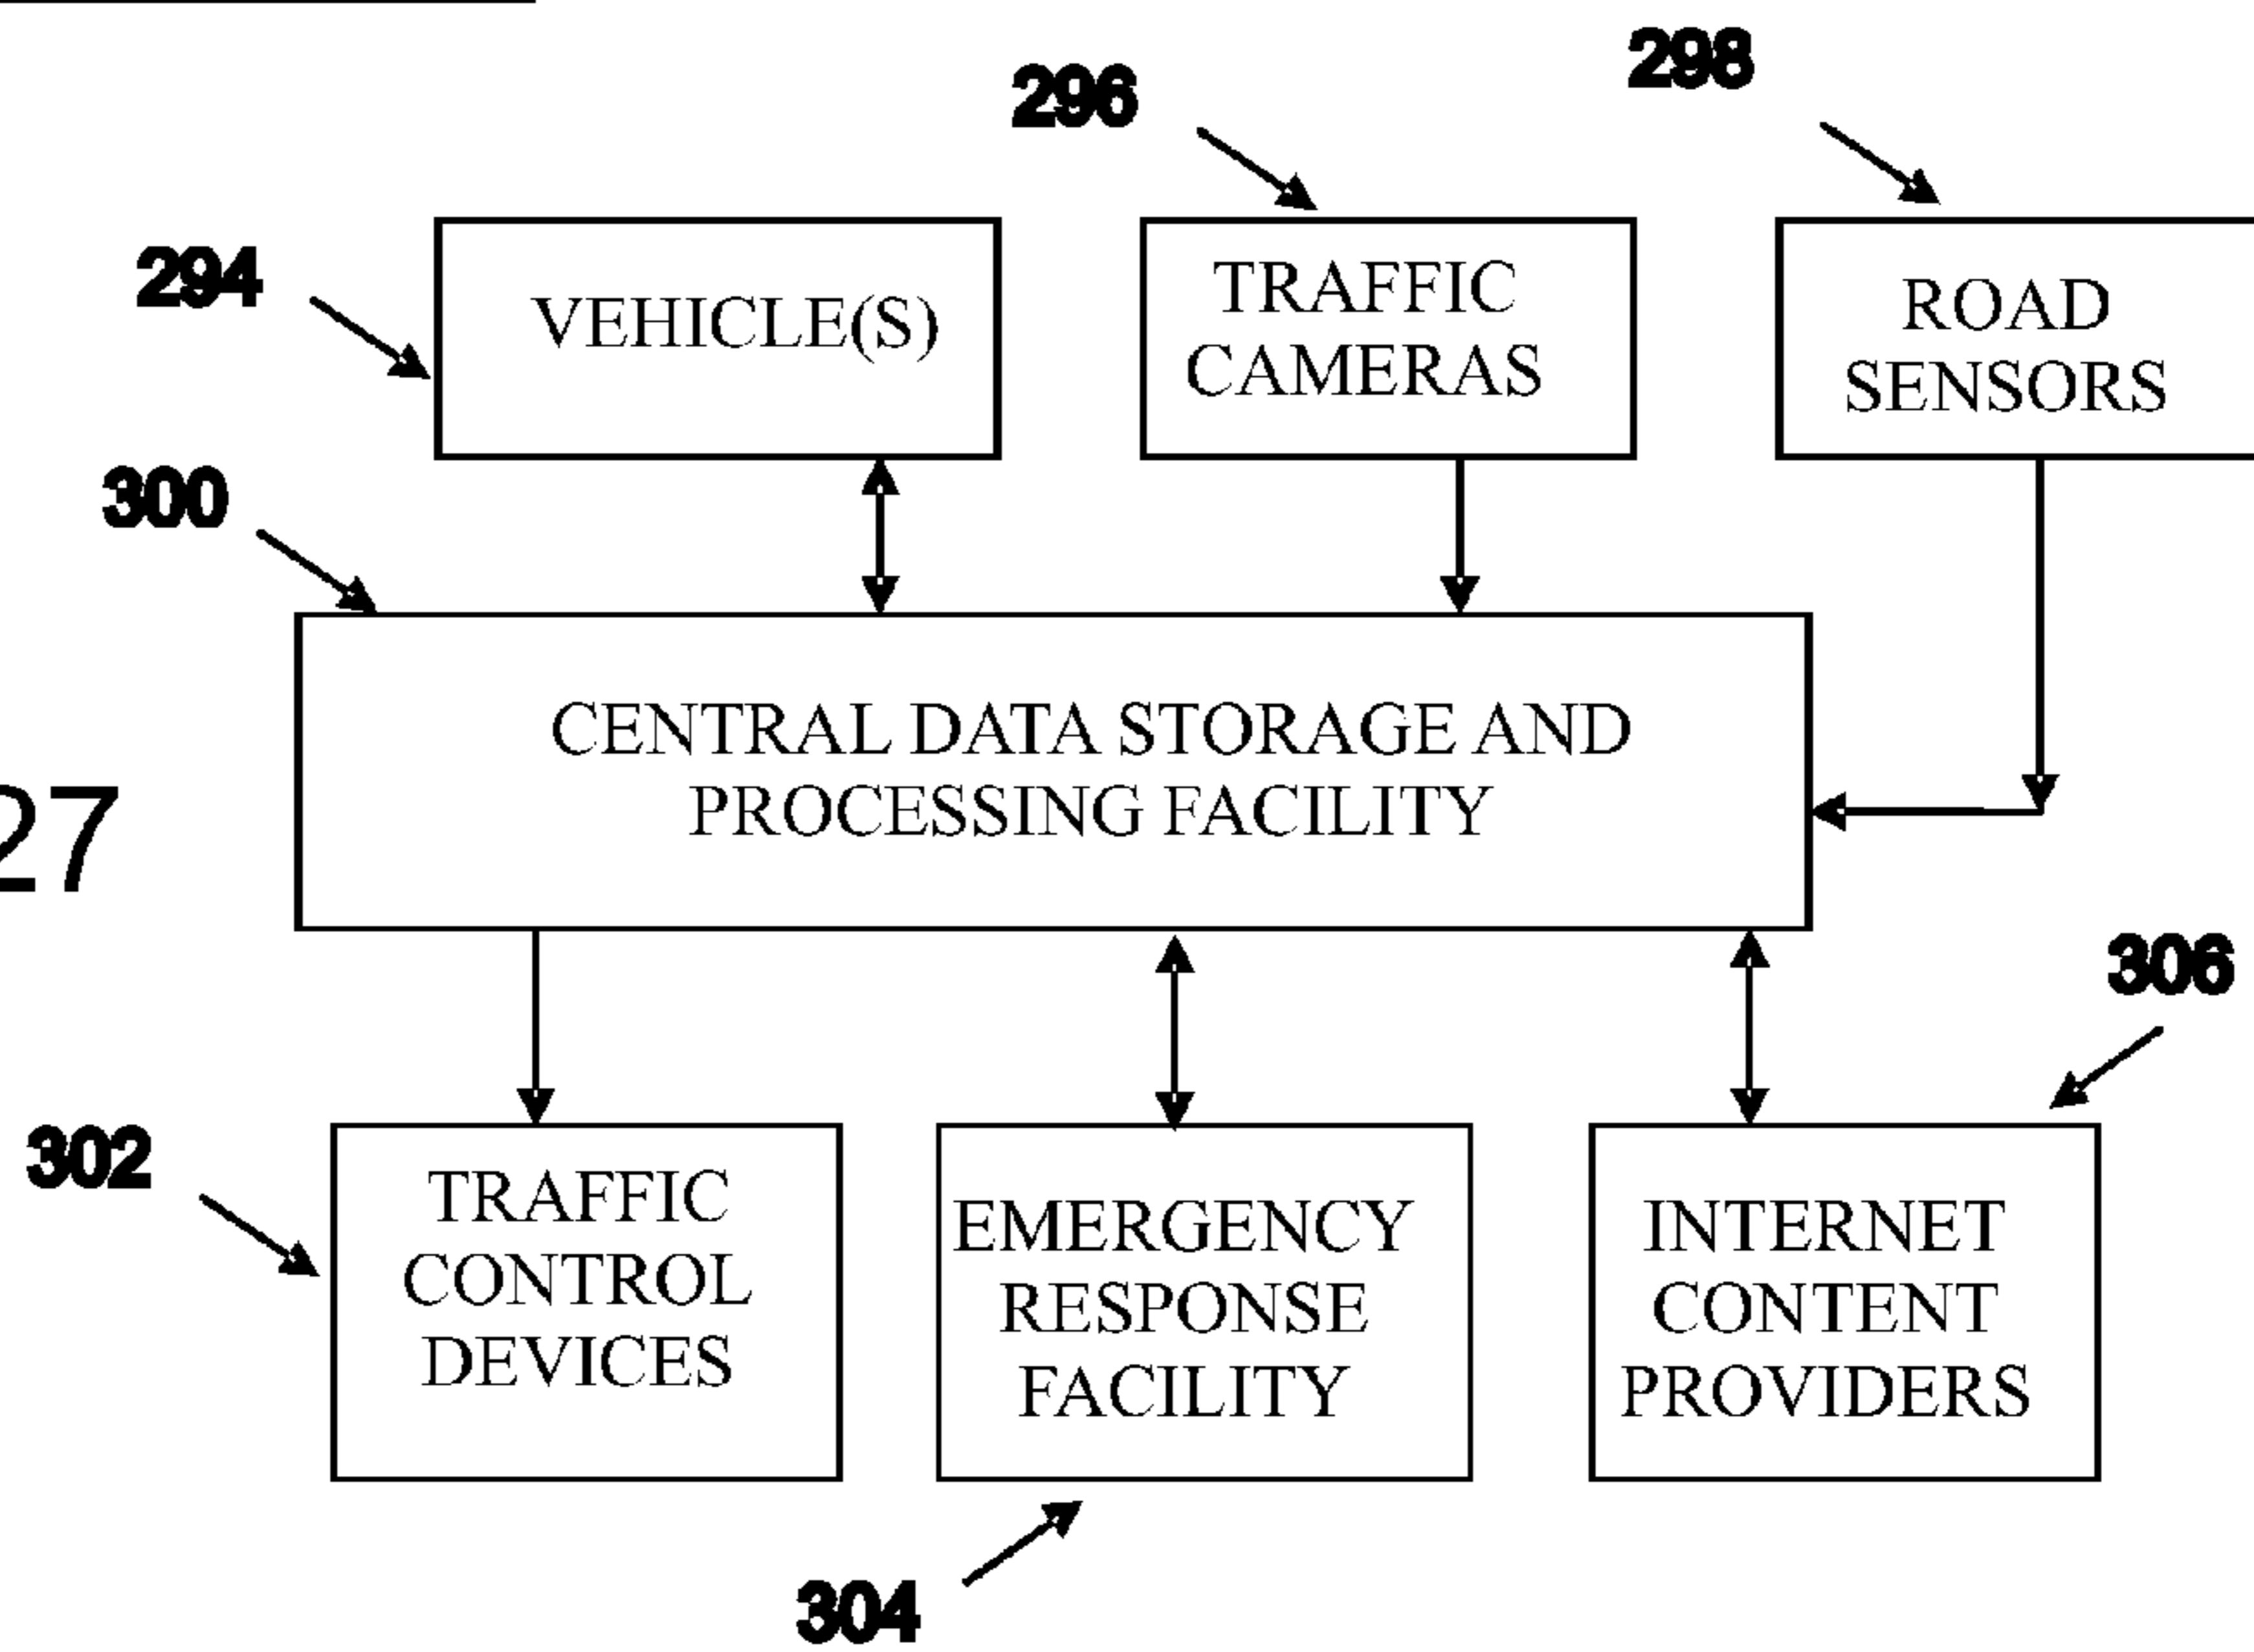 298
296
294
VEHICLE(S)
TRAFFIC
CAMERAS
ROAD
SENSORS
300
CENTRAL DATA STORAGE AND
PROCESSING FACILITY
27
306
302
TRAFFIC
CONTROL
DEVICES
EMERGENCY
RESPONSE
FACILITY
INTERNET
CONTENT
PROVIDERS
304